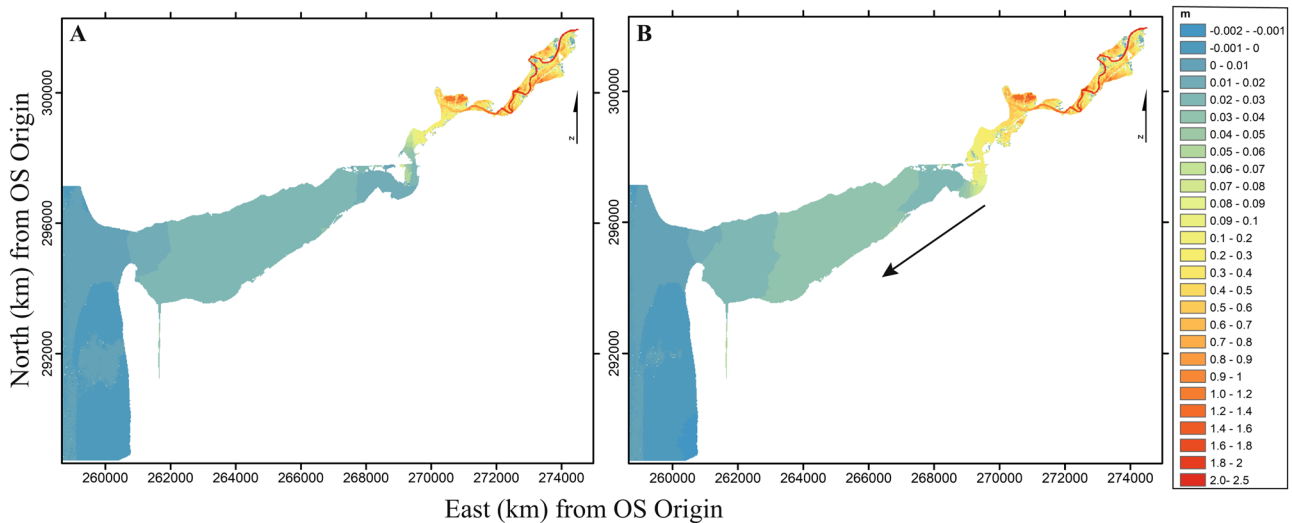 A
B
North (km) from OS Origin
300000
296000
292000
300000
296000
292000
z
z
260000 262000 264000 266000 268000 270000 272000 274000
260000 262000 264000 266000 268000 270000 272000 274000
East (km) from OS Origin
m
-0.002 - -0.001
-0.001 - 0
0 - 0.01
0.01 - 0.02
0.02 - 0.03
0.03 - 0.04
0.04 - 0.05
0.05 - 0.06
0.06 - 0.07
0.07 - 0.08
0.08 - 0.09
0.09 - 0.1
0.1 - 0.2
0.2 - 0.3
0.3 - 0.4
0.4 - 0.5
0.5 - 0.6
0.6 - 0.7
0.7 - 0.8
0.8 - 0.9
0.9 - 1
1.0 - 1.2
1.2 - 1.4
1.4 - 1.6
1.6 - 1.8
1.8 - 2
2.0- 2.5